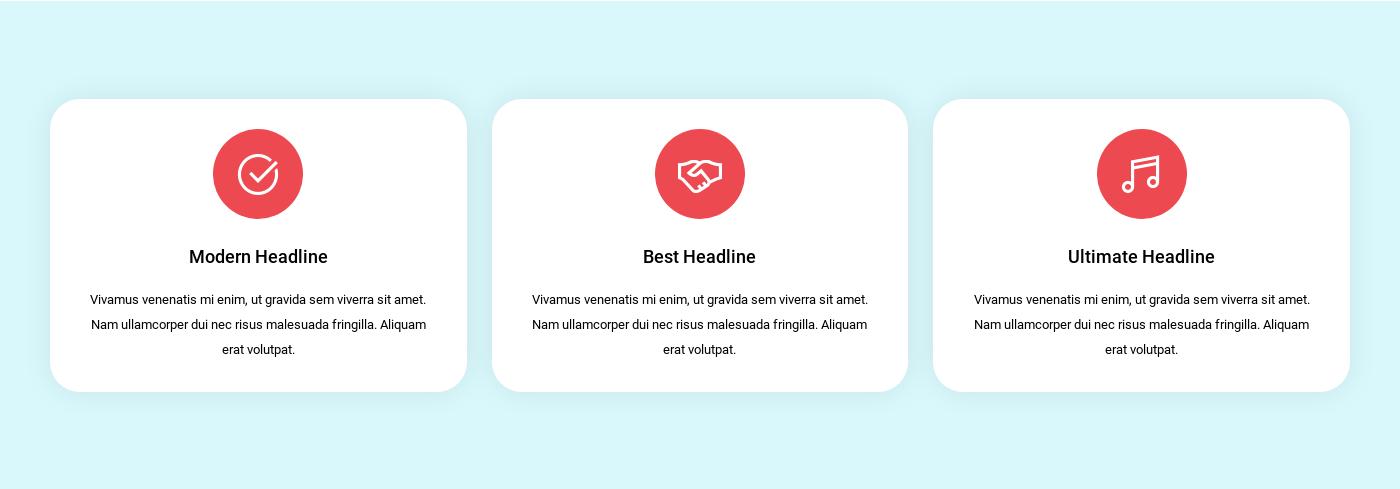 Modern Headline
Vivamus venenatis mi enim, ut gravida sem viverra sit amet.
Nam ullamcorper dui nec risus malesuada fringilla. Aliquam
erat volutpat.
Best Headline
Vivamus venenatis mi enim, ut gravida sem viverra sit amet.
Nam ullamcorper dui nec risus malesuada fringilla. Aliquam
erat volutpat.
Ultimate Headline
Vivamus venenatis mi enim, ut gravida sem viverra sit amet.
Nam ullamcorper dui nec risus malesuada fringilla. Aliquam
erat volutpat.